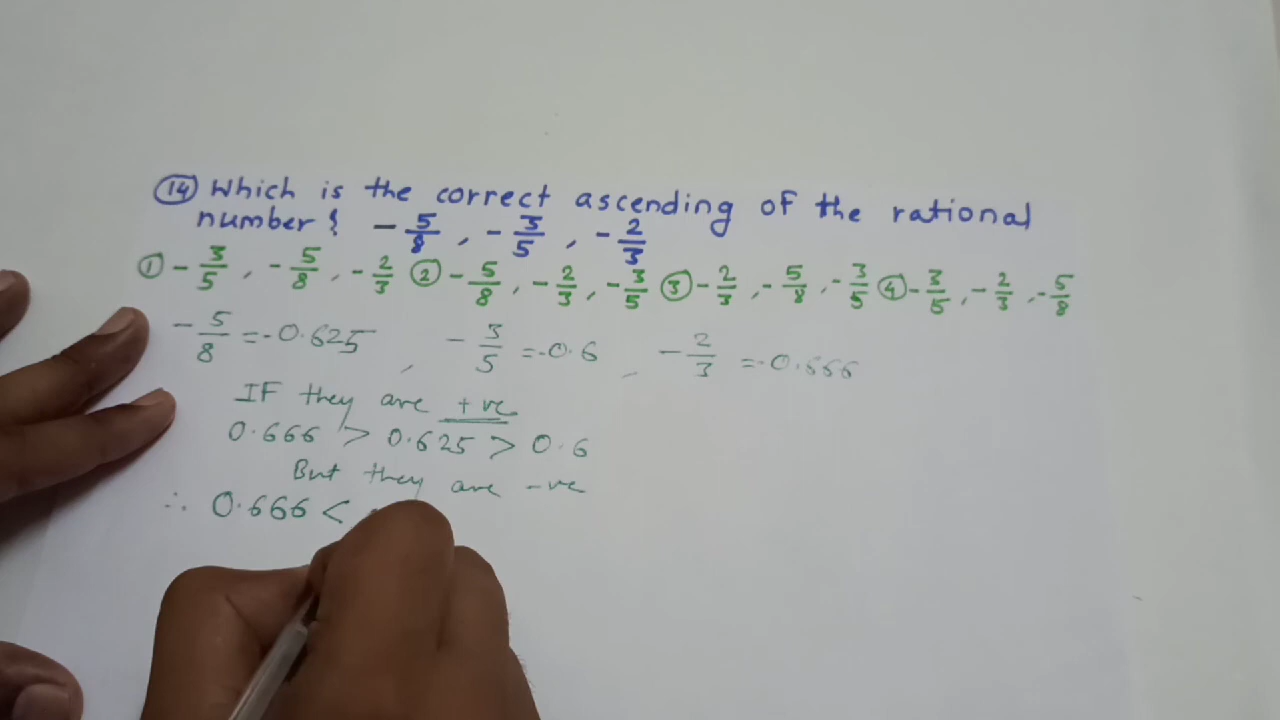 14 Which is the correct ascending of the rational
number? -5/8, -3/5, -2/3
① -3/5, -5/8, -2/3 ② -5/8, -2/3, -3/5 ③ -2/3, -5/8, -3/5 ④ -3/5, -2/3, -5/8
-5/8 = -0.625, -3/5 = -0.6, -2/3 = -0.666
IF they are +ve
0.666 > 0.625 > 0.6
But they are -ve
∴ 0.666 <